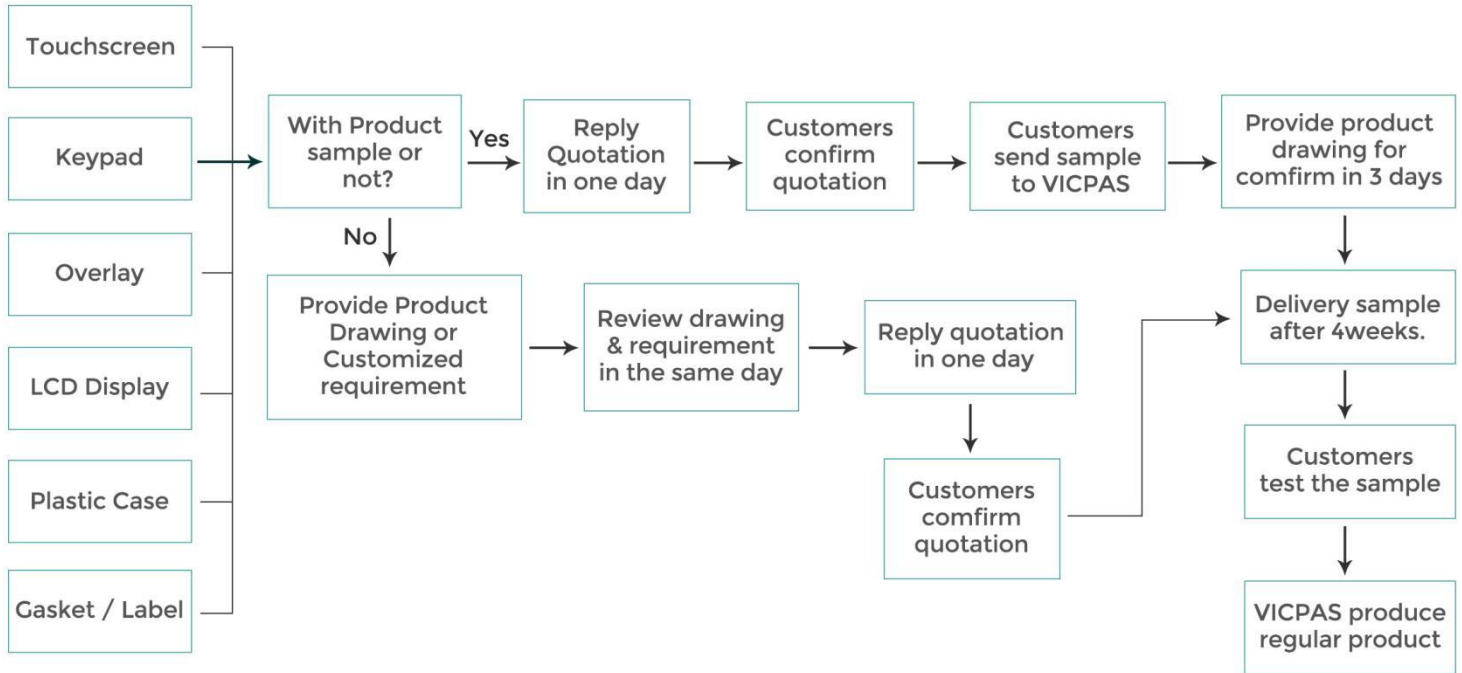 Touchscreen
Keypad
Overlay
LCD Display
Plastic Case
Gasket / Label
With Product
sample or
not?
Yes
No
Reply
Quotation
in one day
Customers
confirm
quotation
Customers
send sample
to VICPAS
Provide product
drawing for
comfirm in 3 days
Provide Product
Drawing or
Customized
requirement
Review drawing
& requirement
in the same day
Reply quotation
in one day
Customers
comfirm
quotation
Delivery sample
after 4weeks.
Customers
test the sample
VICPAS produce
regular product